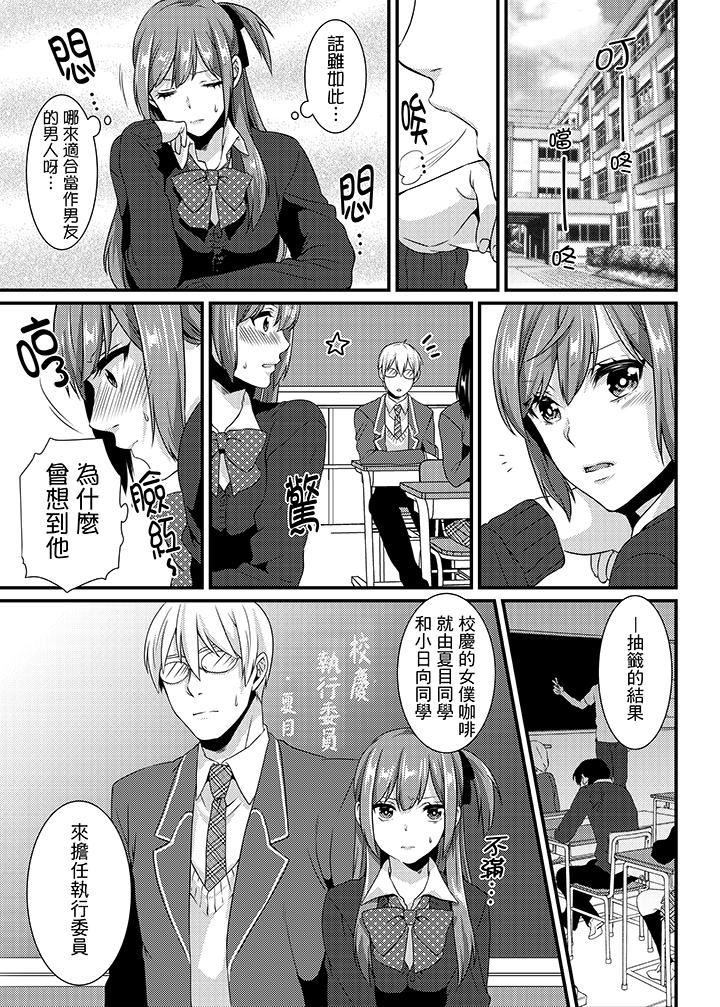 叮
噹
咚
咚
唉…
話雖如此…
悶…
悶…
哪來適合當作男友
的男人呀…
驚
臉紅～
哼
為什麼
會想到他
—抽籤的結果
校慶的女僕咖啡
就由夏目同學
和小日向同學
校慶
執行委員
・夏目
不滿…
來擔任執行委員